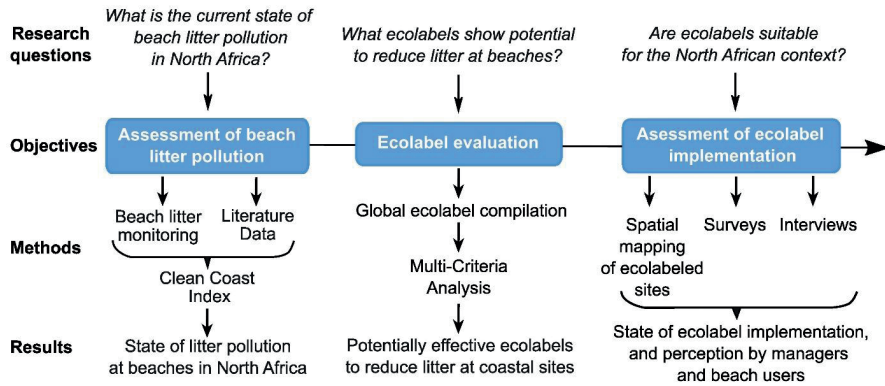 Research
questions
What is the current state of
beach litter pollution
in North Africa?
What ecolabels show potential
to reduce litter at beaches?
Are ecolabels suitable
for the North African context?
Objectives
Assessment of beach
litter pollution
Ecolabel evaluation
Asessment of ecolabel
implementation
Methods
Beach litter
monitoring
Literature
Data
Clean Coast
Index
Global ecolabel compilation
Multi-Criteria
Analysis
Spatial
mapping
of ecolabeled
sites
Surveys
Interviews
Results
State of litter pollution
at beaches in North Africa
Potentially effective ecolabels
to reduce litter at coastal sites
State of ecolabel implementation,
and perception by managers
and beach users